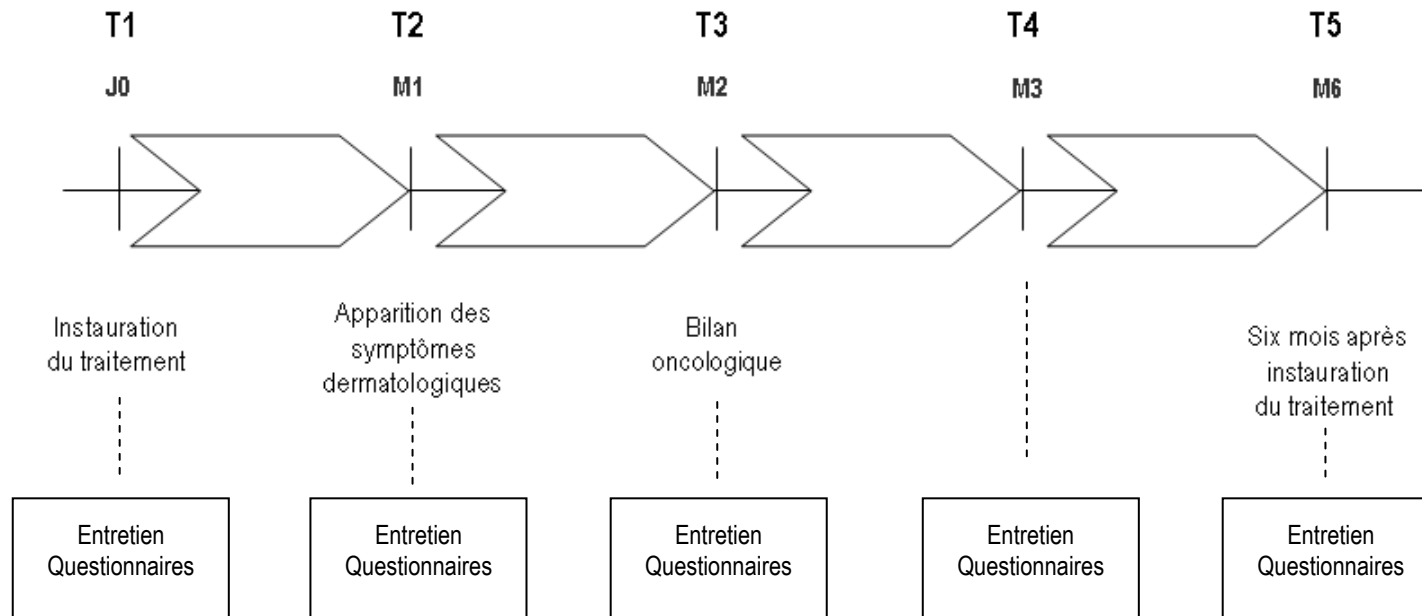 T1 T2 T3 T4 T5
J0 M1 M2 M3 M6
Instauration
du traitement
Apparition des
symptômes
dermatologiques
Bilan
oncologique
Six mois après
instauration
du traitement
Entretien
Questionnaires
Entretien
Questionnaires
Entretien
Questionnaires
Entretien
Questionnaires
Entretien
Questionnaires